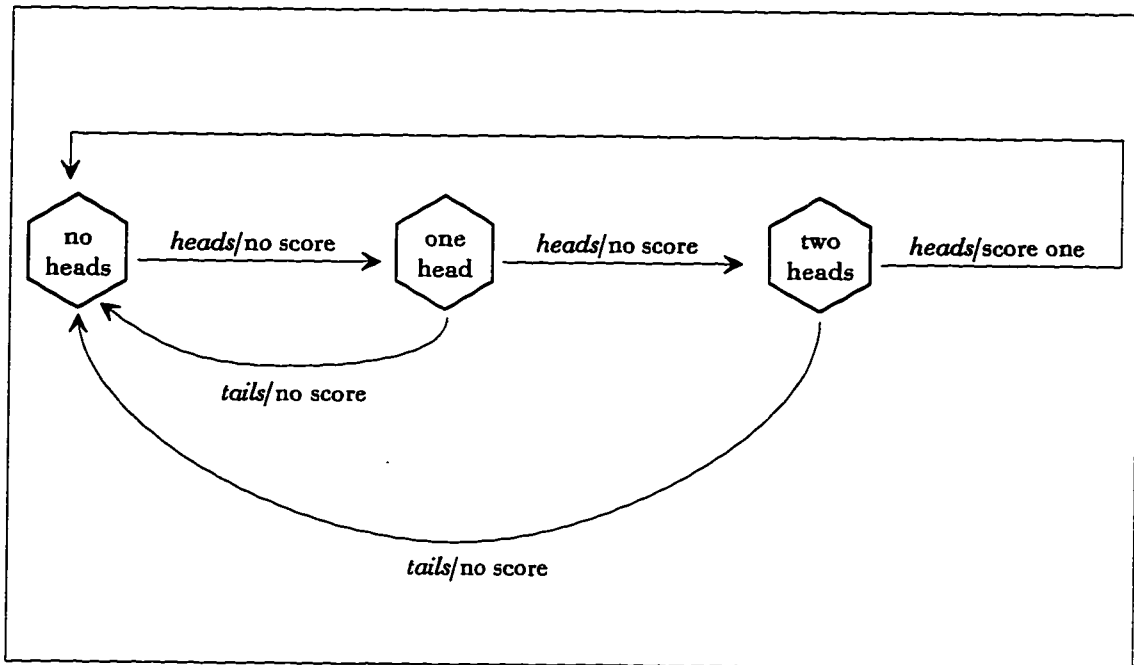 no
heads
heads/no score
one
head
heads/no score
two
heads
heads/score one
tails/no score
tails/no score